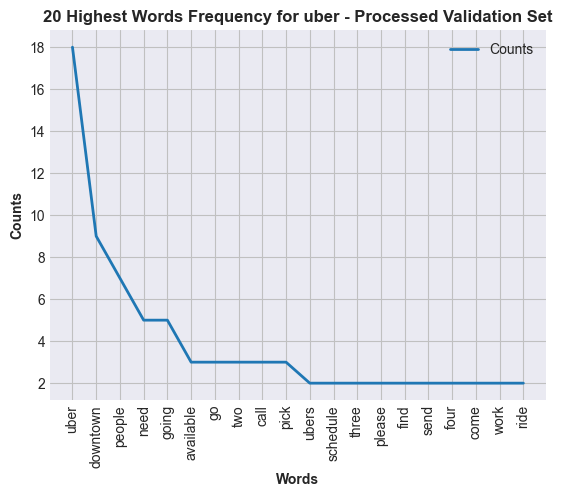 20 Highest Words Frequency for uber - Processed Validation Set
Counts
18
16
14
12
10
8
6
4
2
Counts
uber
downtown
people
need
going
available
go
two
call
pick
ubers
schedule
three
please
find
send
four
come
work
ride
Words